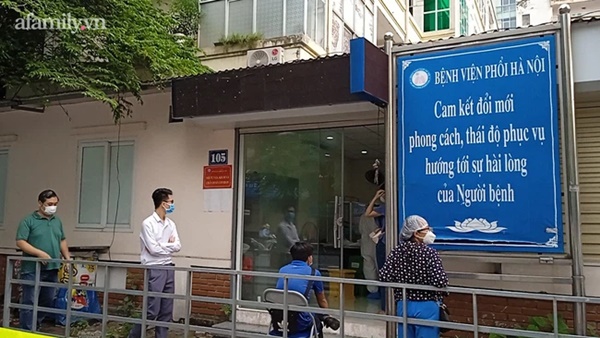 afamily.vn
BỆNH VIỆN PHỔI HÀ NỘI
Cam kết đổi mới
phong cách, thái độ phục vụ
hướng tới sự hài lòng
của Người bệnh
105
LG